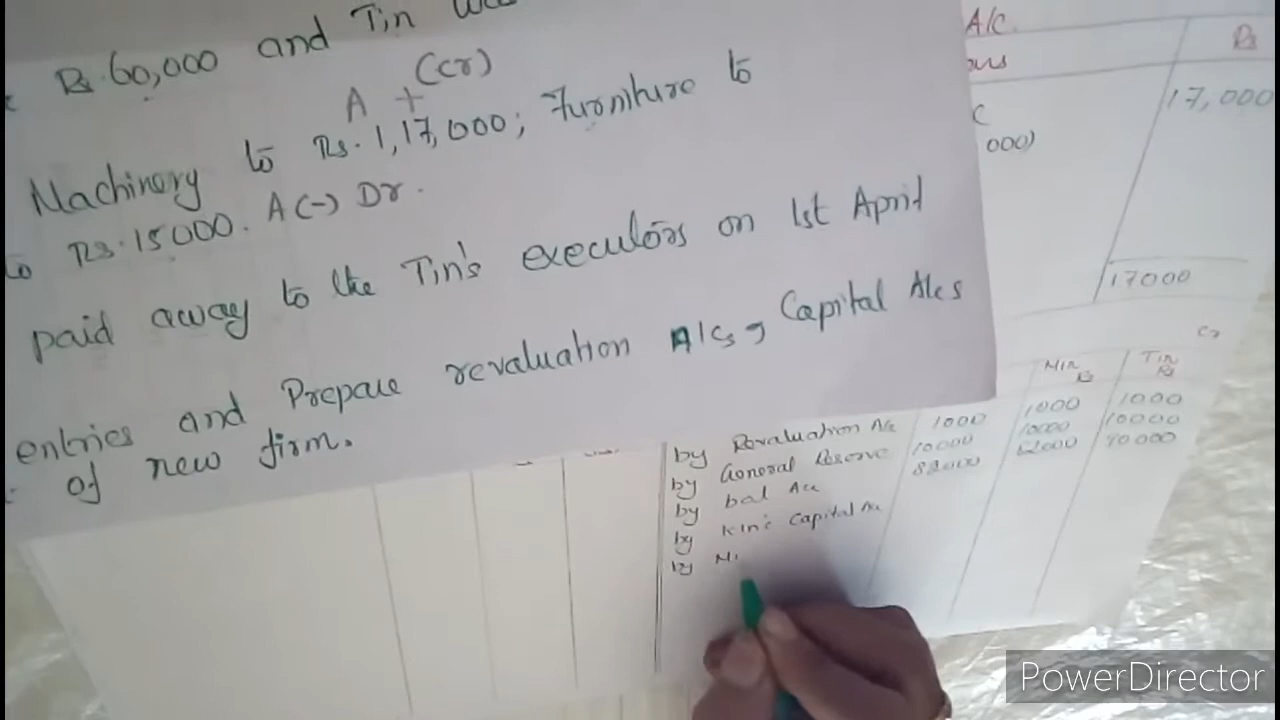 Rs. 60,000 and Tin
A + (Cr)
Machinery to Rs. 1,17,000; Furniture to
to Rs. 15000. A (-) Dr.
paid away to the Tin's executors on 1st April
entries and Prepare revaluation A/Cs, Capital A/cs
of new firm.
A/C.
Rs
17,000
000)
17000
Cr
Min Rs Tin Rs
by Revaluation A/c 1000 1000 1000
by General Reserve 10000 10000 10000
by bal
by Kin's Capital A/c
by
PowerDirector